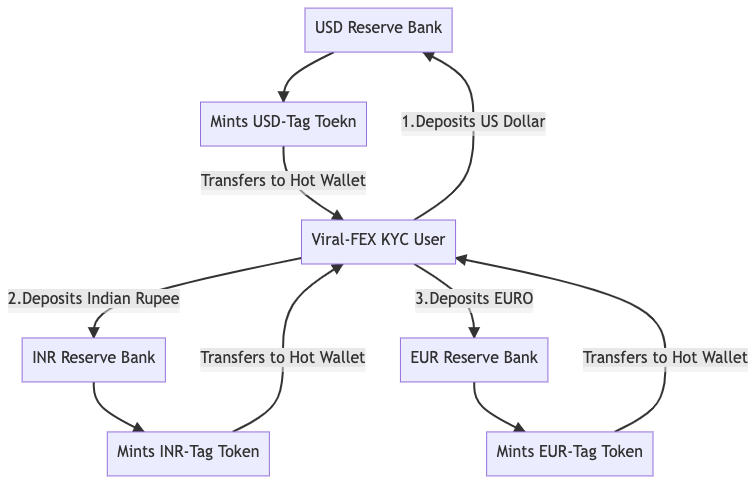 USD Reserve Bank
Mints USD-Tag Toekn
1.Deposits US Dollar
Transfers to Hot Wallet
Viral-FEX KYC User
2.Deposits Indian Rupee
3.Deposits EURO
INR Reserve Bank
Transfers to Hot Wallet
EUR Reserve Bank
Transfers to Hot Wallet
Mints INR-Tag Token
Mints EUR-Tag Token